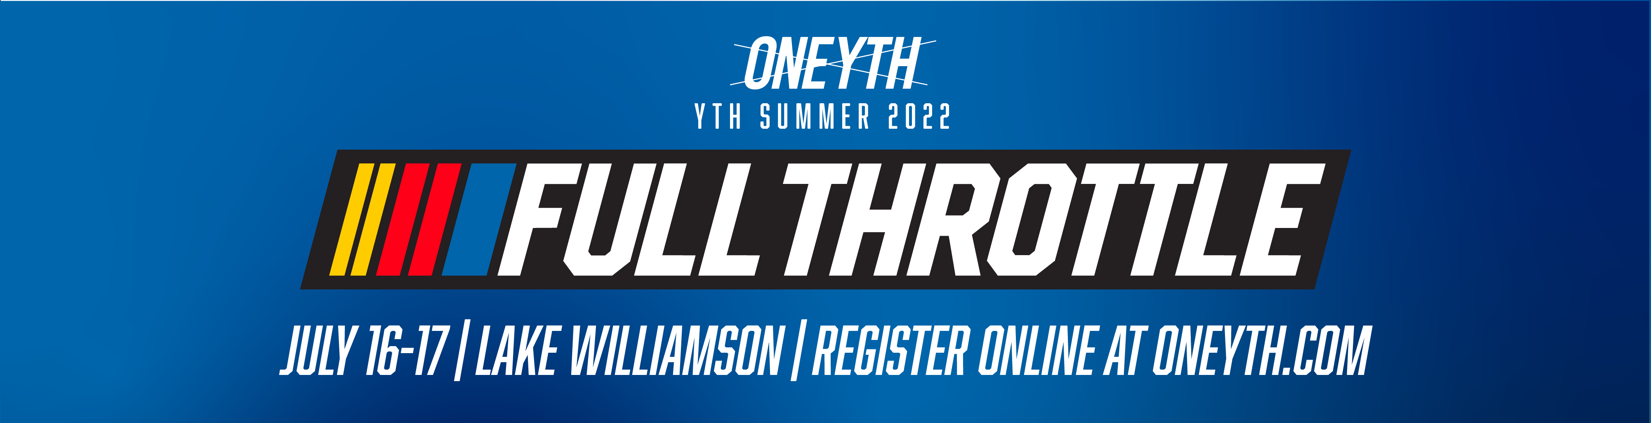 ONEYTH
YTH SUMMER 2022
FULL THROTTLE
JULY 16-17 | LAKE WILLIAMSON | REGISTER ONLINE AT ONEYTH.COM